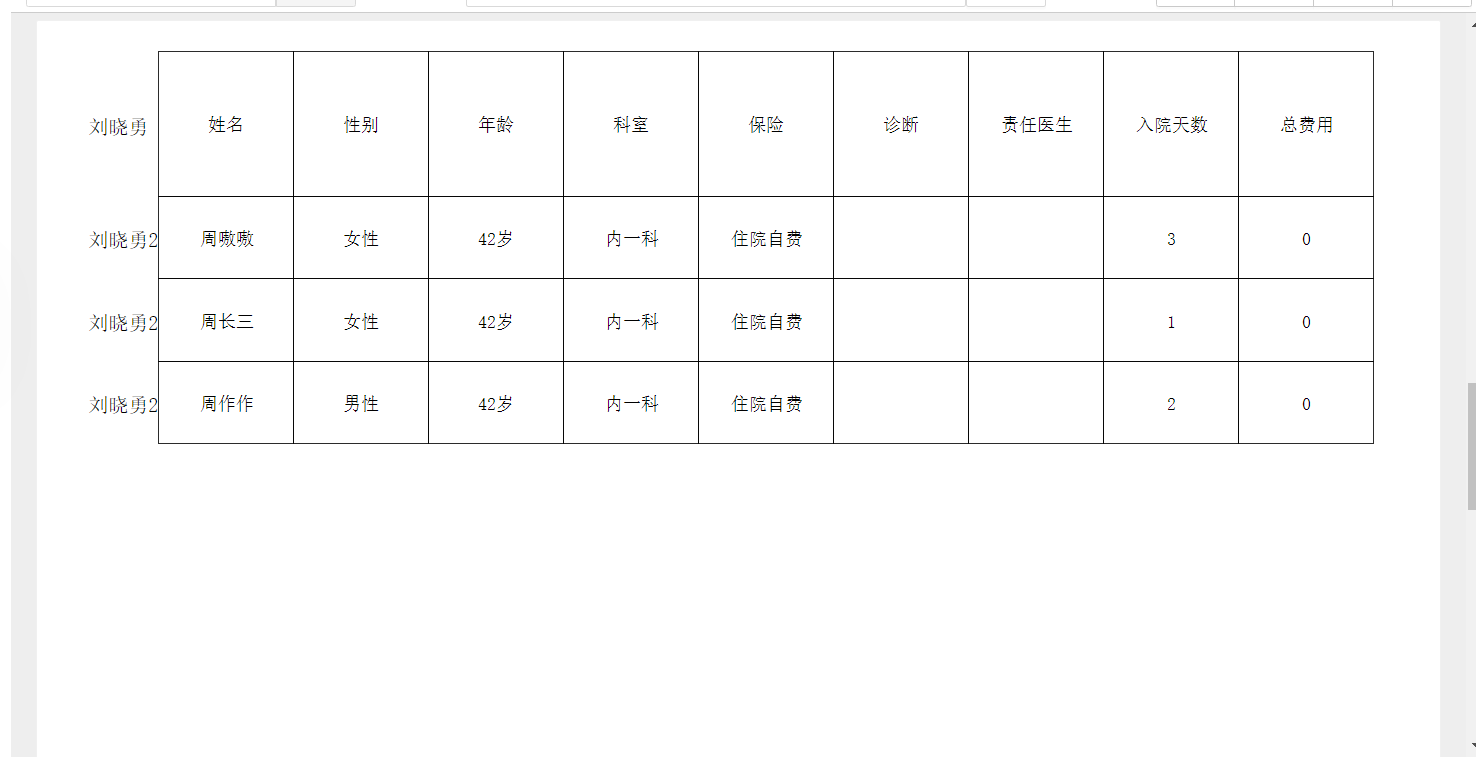 刘晓勇 姓名 性别 年龄 科室 保险 诊断 责任医生 入院天数 总费用
刘晓勇2 周嗷嗷 女性 42岁 内一科 住院自费 3 0
刘晓勇2 周长三 女性 42岁 内一科 住院自费 1 0
刘晓勇2 周作作 男性 42岁 内一科 住院自费 2 0